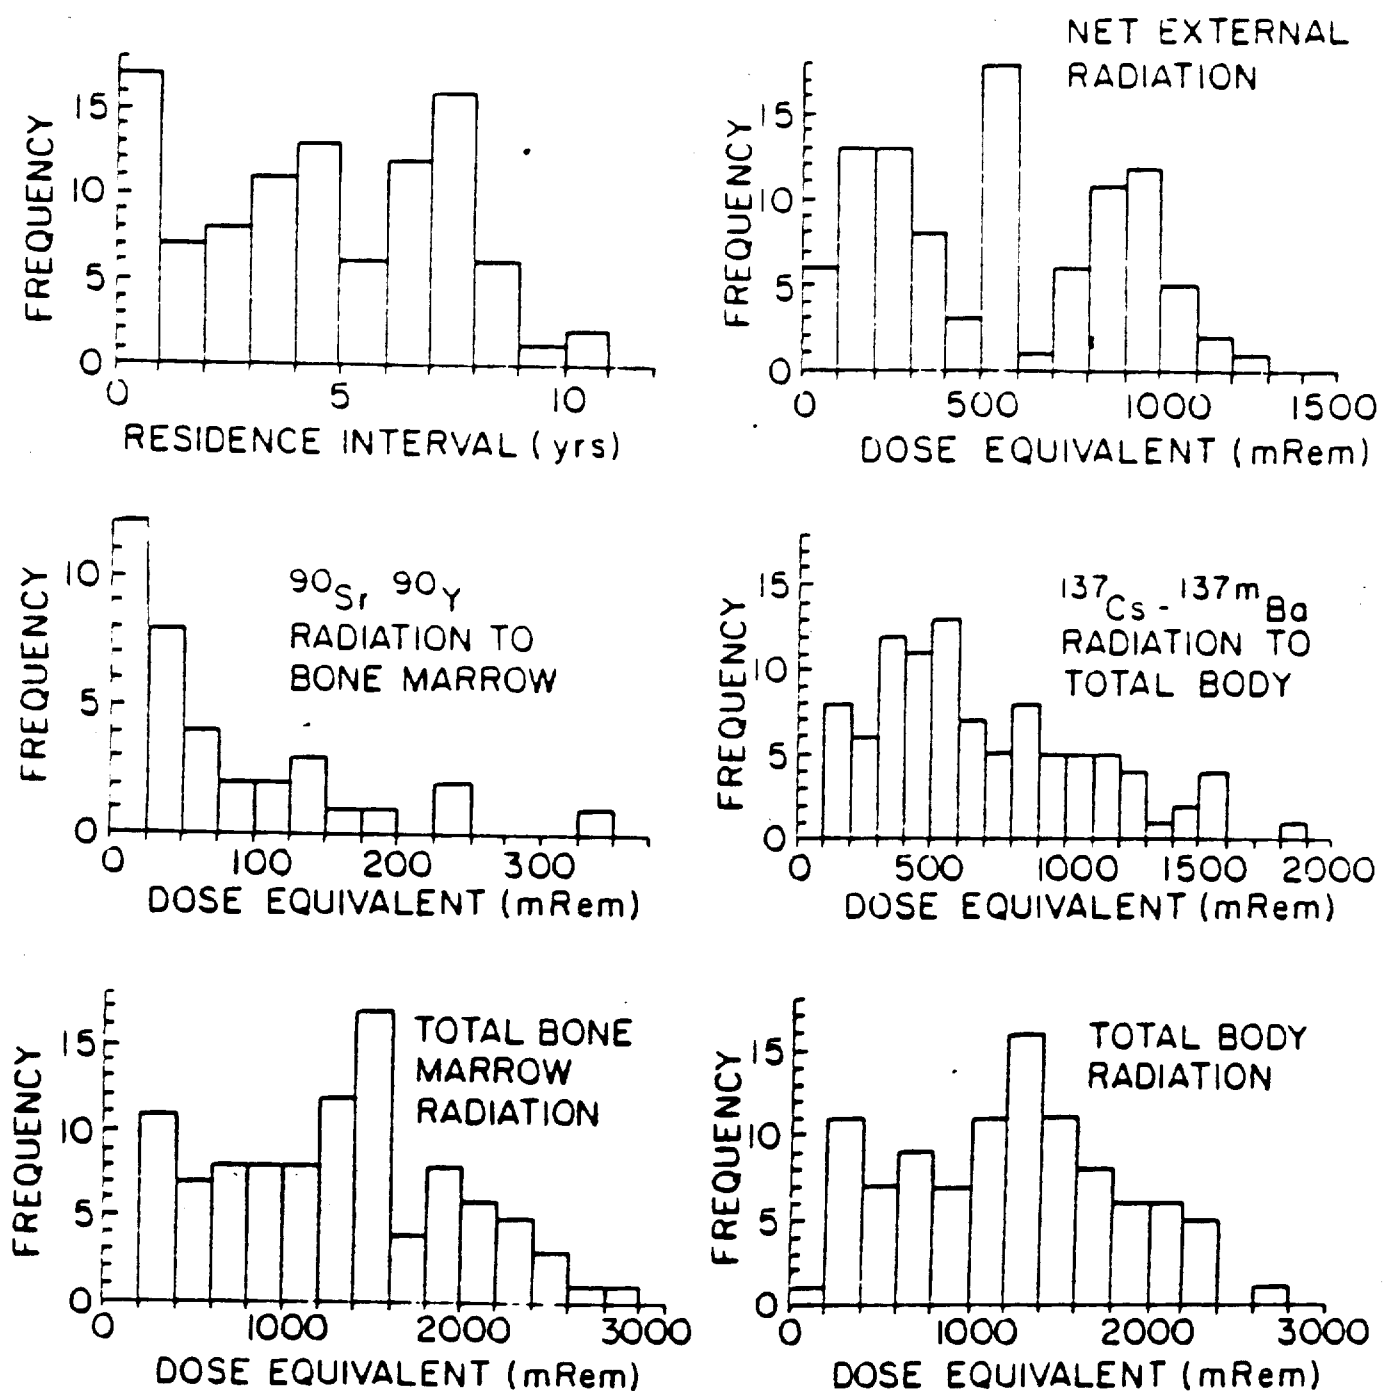 FREQUENCY
15
10
5
0
0 5 10
RESIDENCE INTERVAL (yrs)
NET EXTERNAL
RADIATION
FREQUENCY
15
10
5
0
0 500 1000 1500
DOSE EQUIVALENT (mRem)
90Sr, 90Y
RADIATION TO
BONE MARROW
FREQUENCY
10
5
0
0 100 200 300
DOSE EQUIVALENT (mRem)
137Cs - 137mBa
RADIATION TO
TOTAL BODY
FREQUENCY
15
10
5
0
0 500 1000 1500 2000
DOSE EQUIVALENT (mRem)
TOTAL BONE
MARROW
RADIATION
FREQUENCY
15
10
5
0
0 1000 2000 3000
DOSE EQUIVALENT (mRem)
TOTAL BODY
RADIATION
FREQUENCY
15
10
5
0
0 1000 2000 3000
DOSE EQUIVALENT (mRem)